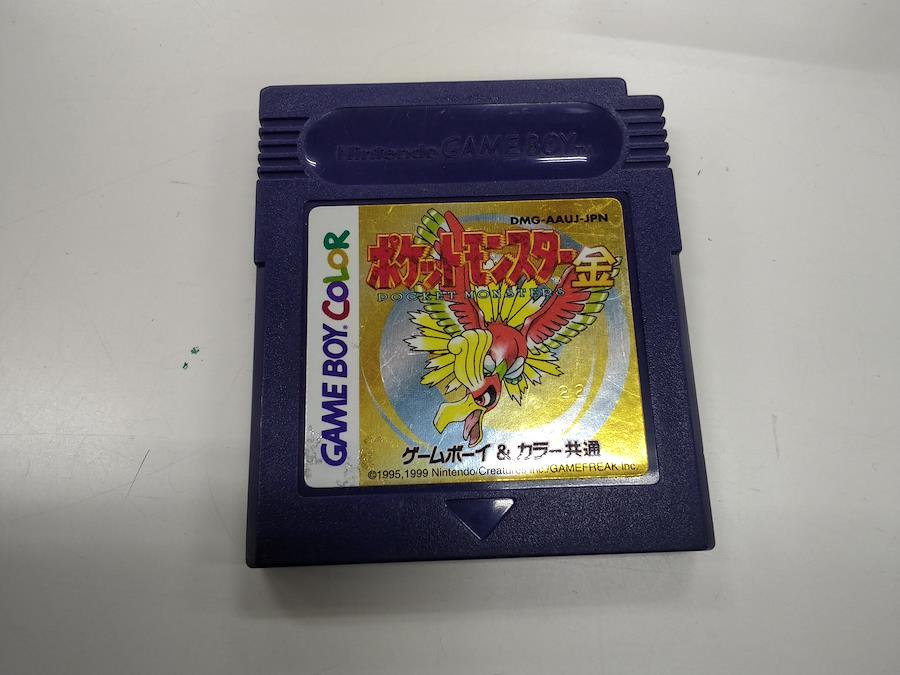 Nintendo GAME BOY TM
DMG-AAUJ-JPN
ポケットモンスター金
POCKET MONSTERS
GAME BOY COLOR
22
ゲームボーイ & カラー共通
©1995,1999 Nintendo/Creatures inc./GAMEFREAK inc.